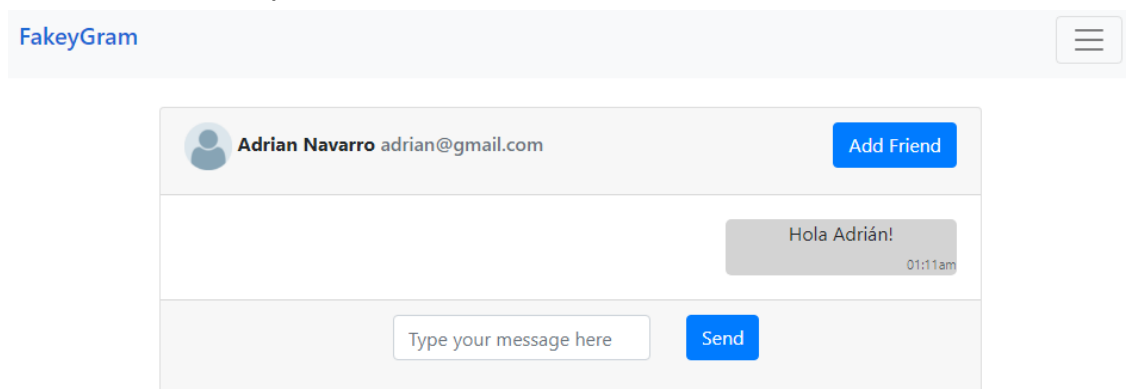 FakeyGram
Adrian Navarro adrian@gmail.com
Add Friend
Hola Adrián!
01:11am
Type your message here
Send